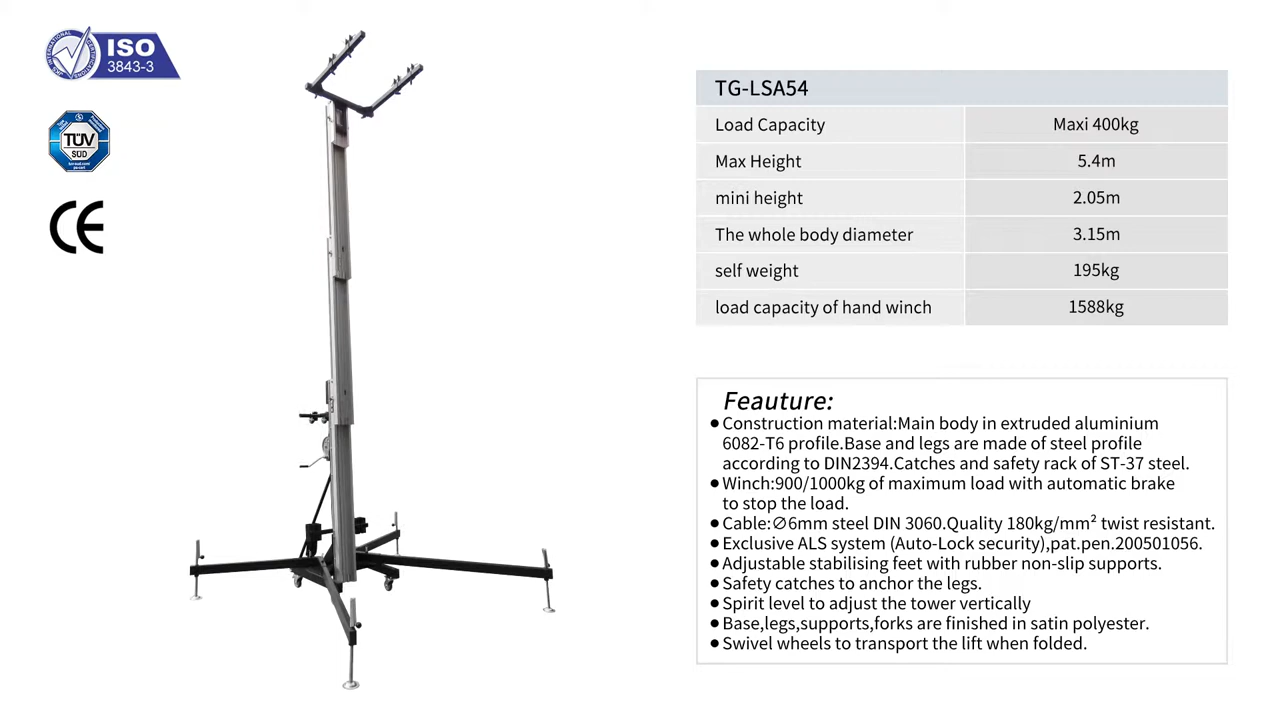 ISO
3843-3
TÜV
SÜD
CE
TG-LSA54
Load Capacity Maxi 400kg
Max Height 5.4m
mini height 2.05m
The whole body diameter 3.15m
self weight 195kg
load capacity of hand winch 1588kg
Feauture:
●Construction material:Main body in extruded aluminium
6082-T6 profile.Base and legs are made of steel profile
according to DIN2394.Catches and safety rack of ST-37 steel.
●Winch:900/1000kg of maximum load with automatic brake
to stop the load.
●Cable:∅6mm steel DIN 3060.Quality 180kg/mm² twist resistant.
●Exclusive ALS system (Auto-Lock security),pat.pen.200501056.
●Adjustable stabilising feet with rubber non-slip supports.
●Safety catches to anchor the legs.
●Spirit level to adjust the tower vertically
●Base,legs,supports,forks are finished in satin polyester.
●Swivel wheels to transport the lift when folded.